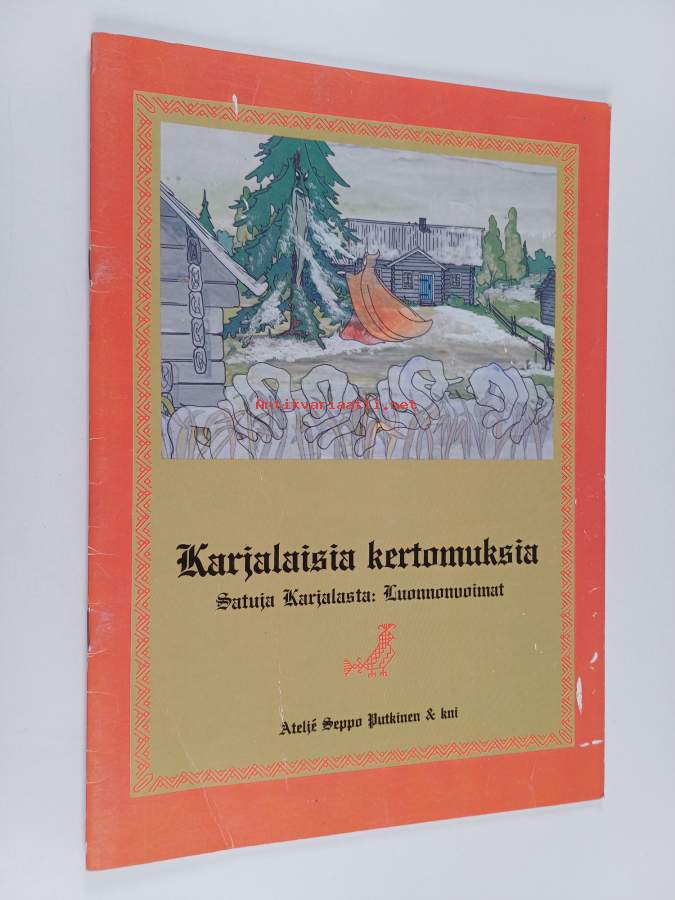 Antikvariaatti.net
Karjalaisia kertomuksia
Satuja Karjalasta: Luonnonvoimat
Ateljé Seppo Putkinen & kni